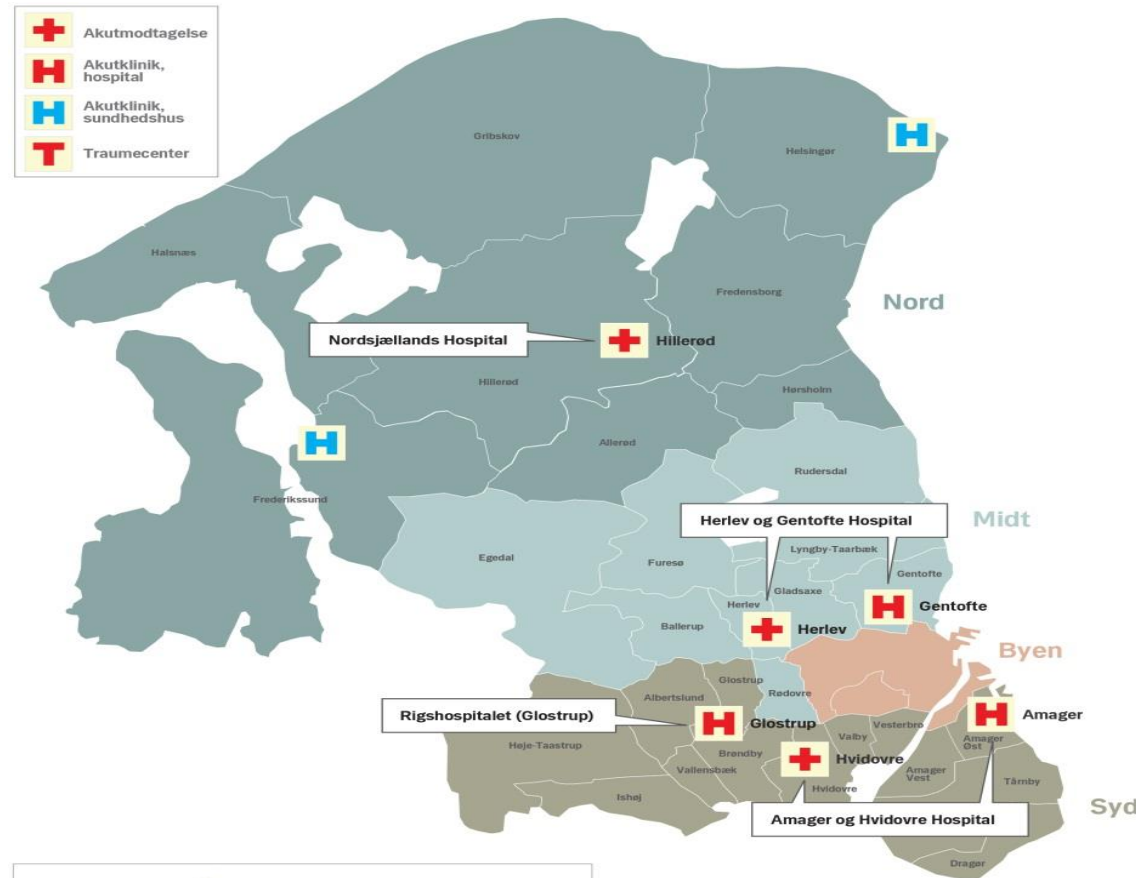 Akutmodtagelse
Akutklinik,
hospital
Akutklinik,
sundhedshus
Traumecenter
Gribskov
Helsingør
Halsnæs
Fredensborg
Nord
Nordsjællands Hospital
Hillerød
Hillerød
Hørsholm
Allerød
Rudersdal
Frederikssund
Herlev og Gentofte Hospital
Midt
Egedal
Furesø
Lyngby-Taarbæk
Gentofte
Gladsaxe
Herlev
Gentofte
Ballerup
Herlev
Byen
Glostrup
Albertslund
Rødovre
Rigshospitalet (Glostrup)
Glostrup
Amager
Vesterbro
Valby
Amager
Øst
Høje-Taastrup
Brøndby
Hvidovre
Vallensbæk
Amager
Vest
Tårnby
Ishøj
Hvidovre
Syd
Amager og Hvidovre Hospital
Dragør